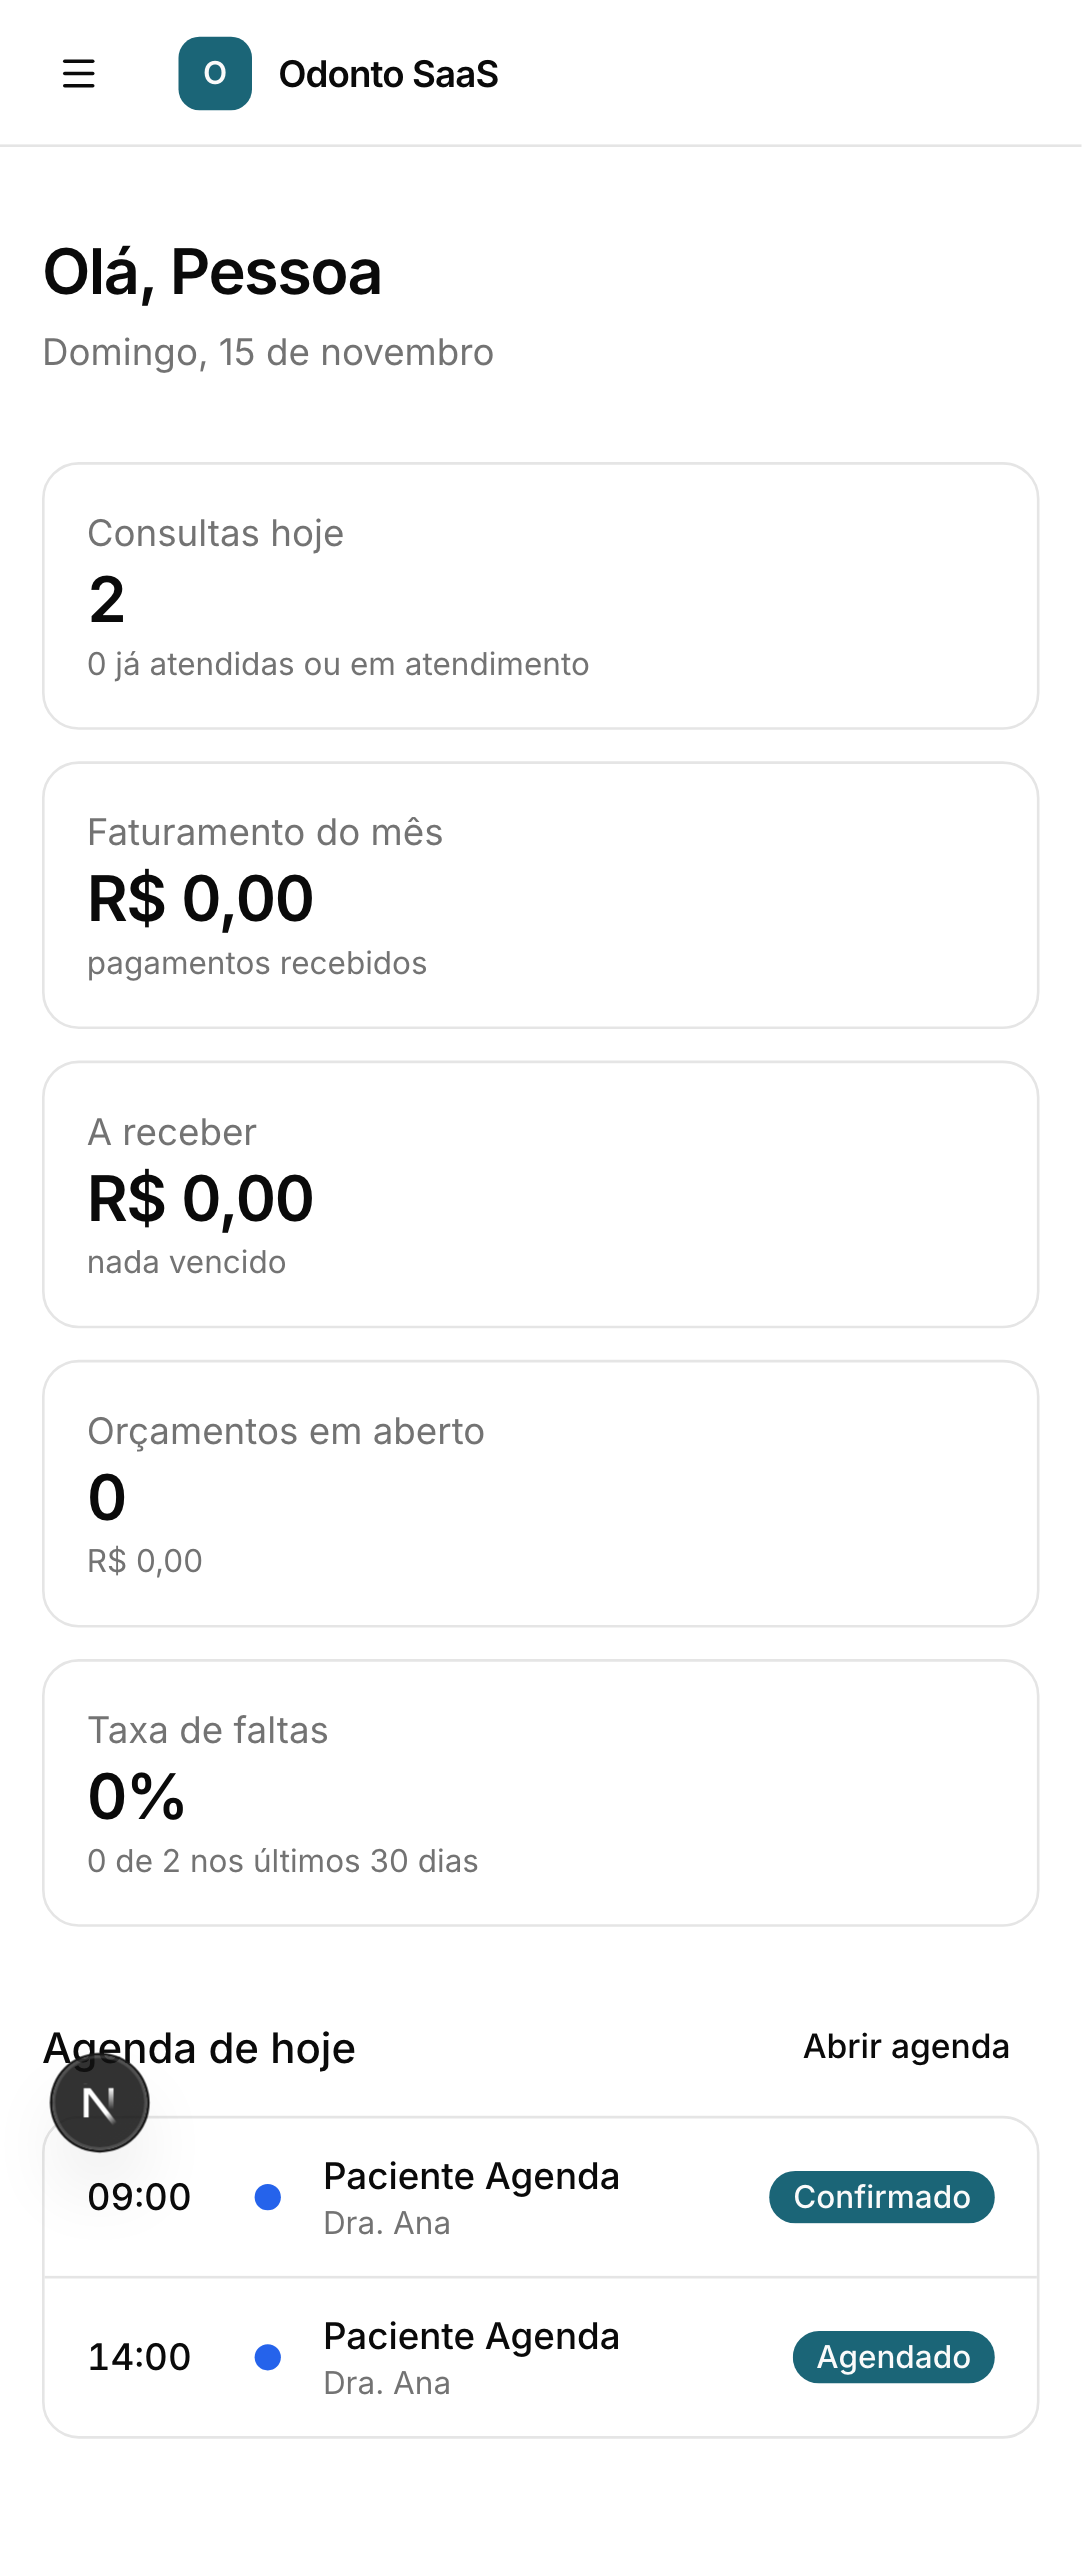 O Odonto SaaS
Olá, Pessoa
Domingo, 15 de novembro
Consultas hoje
2
0 já atendidas ou em atendimento
Faturamento do mês
R$ 0,00
pagamentos recebidos
A receber
R$ 0,00
nada vencido
Orçamentos em aberto
0
R$ 0,00
Taxa de faltas
0%
0 de 2 nos últimos 30 dias
Agenda de hoje Abrir agenda
N
09:00 Paciente Agenda Confirmado
Dra. Ana
14:00 Paciente Agenda Agendado
Dra. Ana